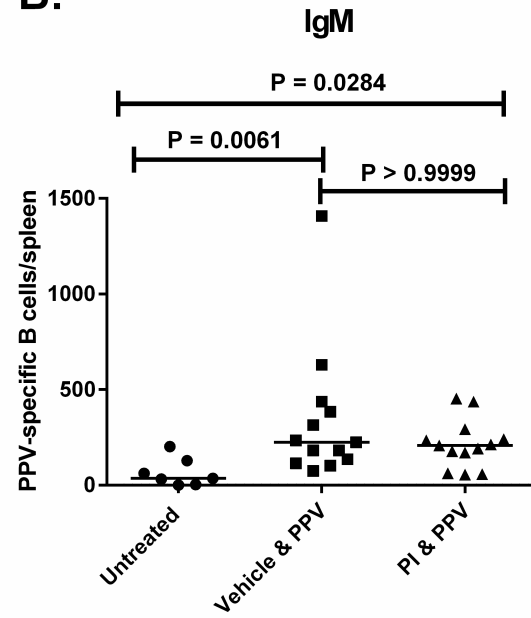 B.
IgM
P = 0.0284
P = 0.0061
P > 0.9999
PPV-specific B cells/spleen
1500
1000
500
0
Untreated
Vehicle & PPV
PI & PPV